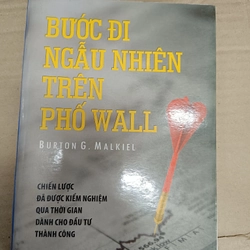 BƯỚC ĐI
NGẪU NHIÊN
TRÊN
PHỐ WALL
BURTON G. MALKIEL
CHIẾN LƯỢC
ĐÃ ĐƯỢC KIỂM NGHIỆM
QUA THỜI GIAN
DÀNH CHO ĐẦU TƯ
THÀNH CÔNG